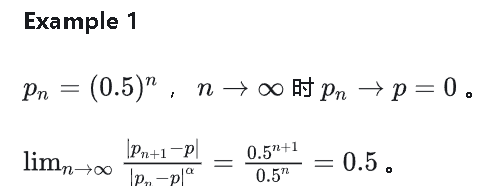 Example 1
pₙ = (0.5)ⁿ ， n → ∞ 时 pₙ → p = 0 。
limₙ→∞ |pₙ₊₁−p| / |pₙ−p|^α = 0.5ⁿ⁺¹ / 0.5ⁿ = 0.5 。